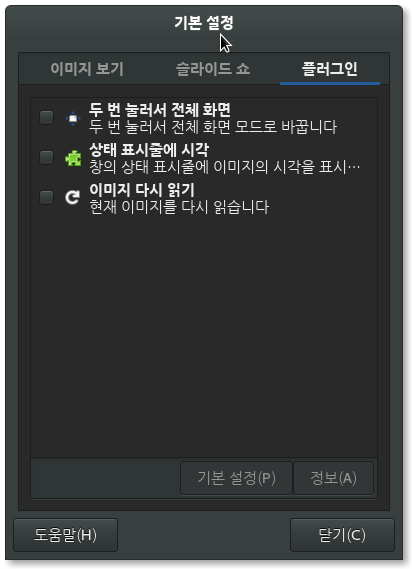 기본 설정
이미지 보기 슬라이드 쇼 플러그인
두 번 눌러서 전체 화면
두 번 눌러서 전체 화면 모드로 바꿉니다
상태 표시줄에 시각
창의 상태 표시줄에 이미지의 시각을 표시…
이미지 다시 읽기
현재 이미지를 다시 읽습니다
기본 설정(P) 정보(A)
도움말(H) 닫기(C)